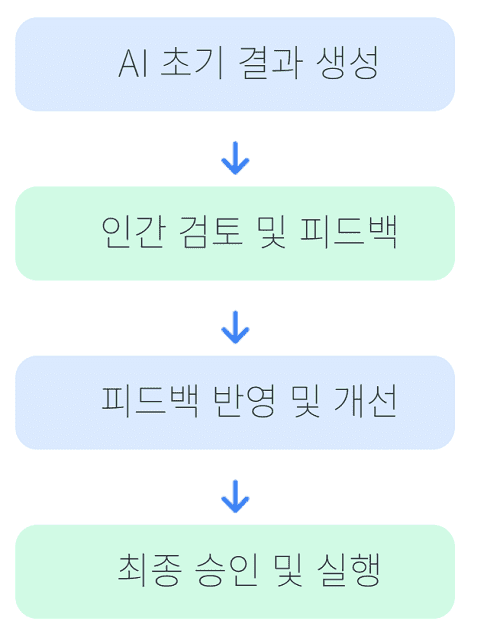 AI 초기 결과 생성
인간 검토 및 피드백
피드백 반영 및 개선
최종 승인 및 실행